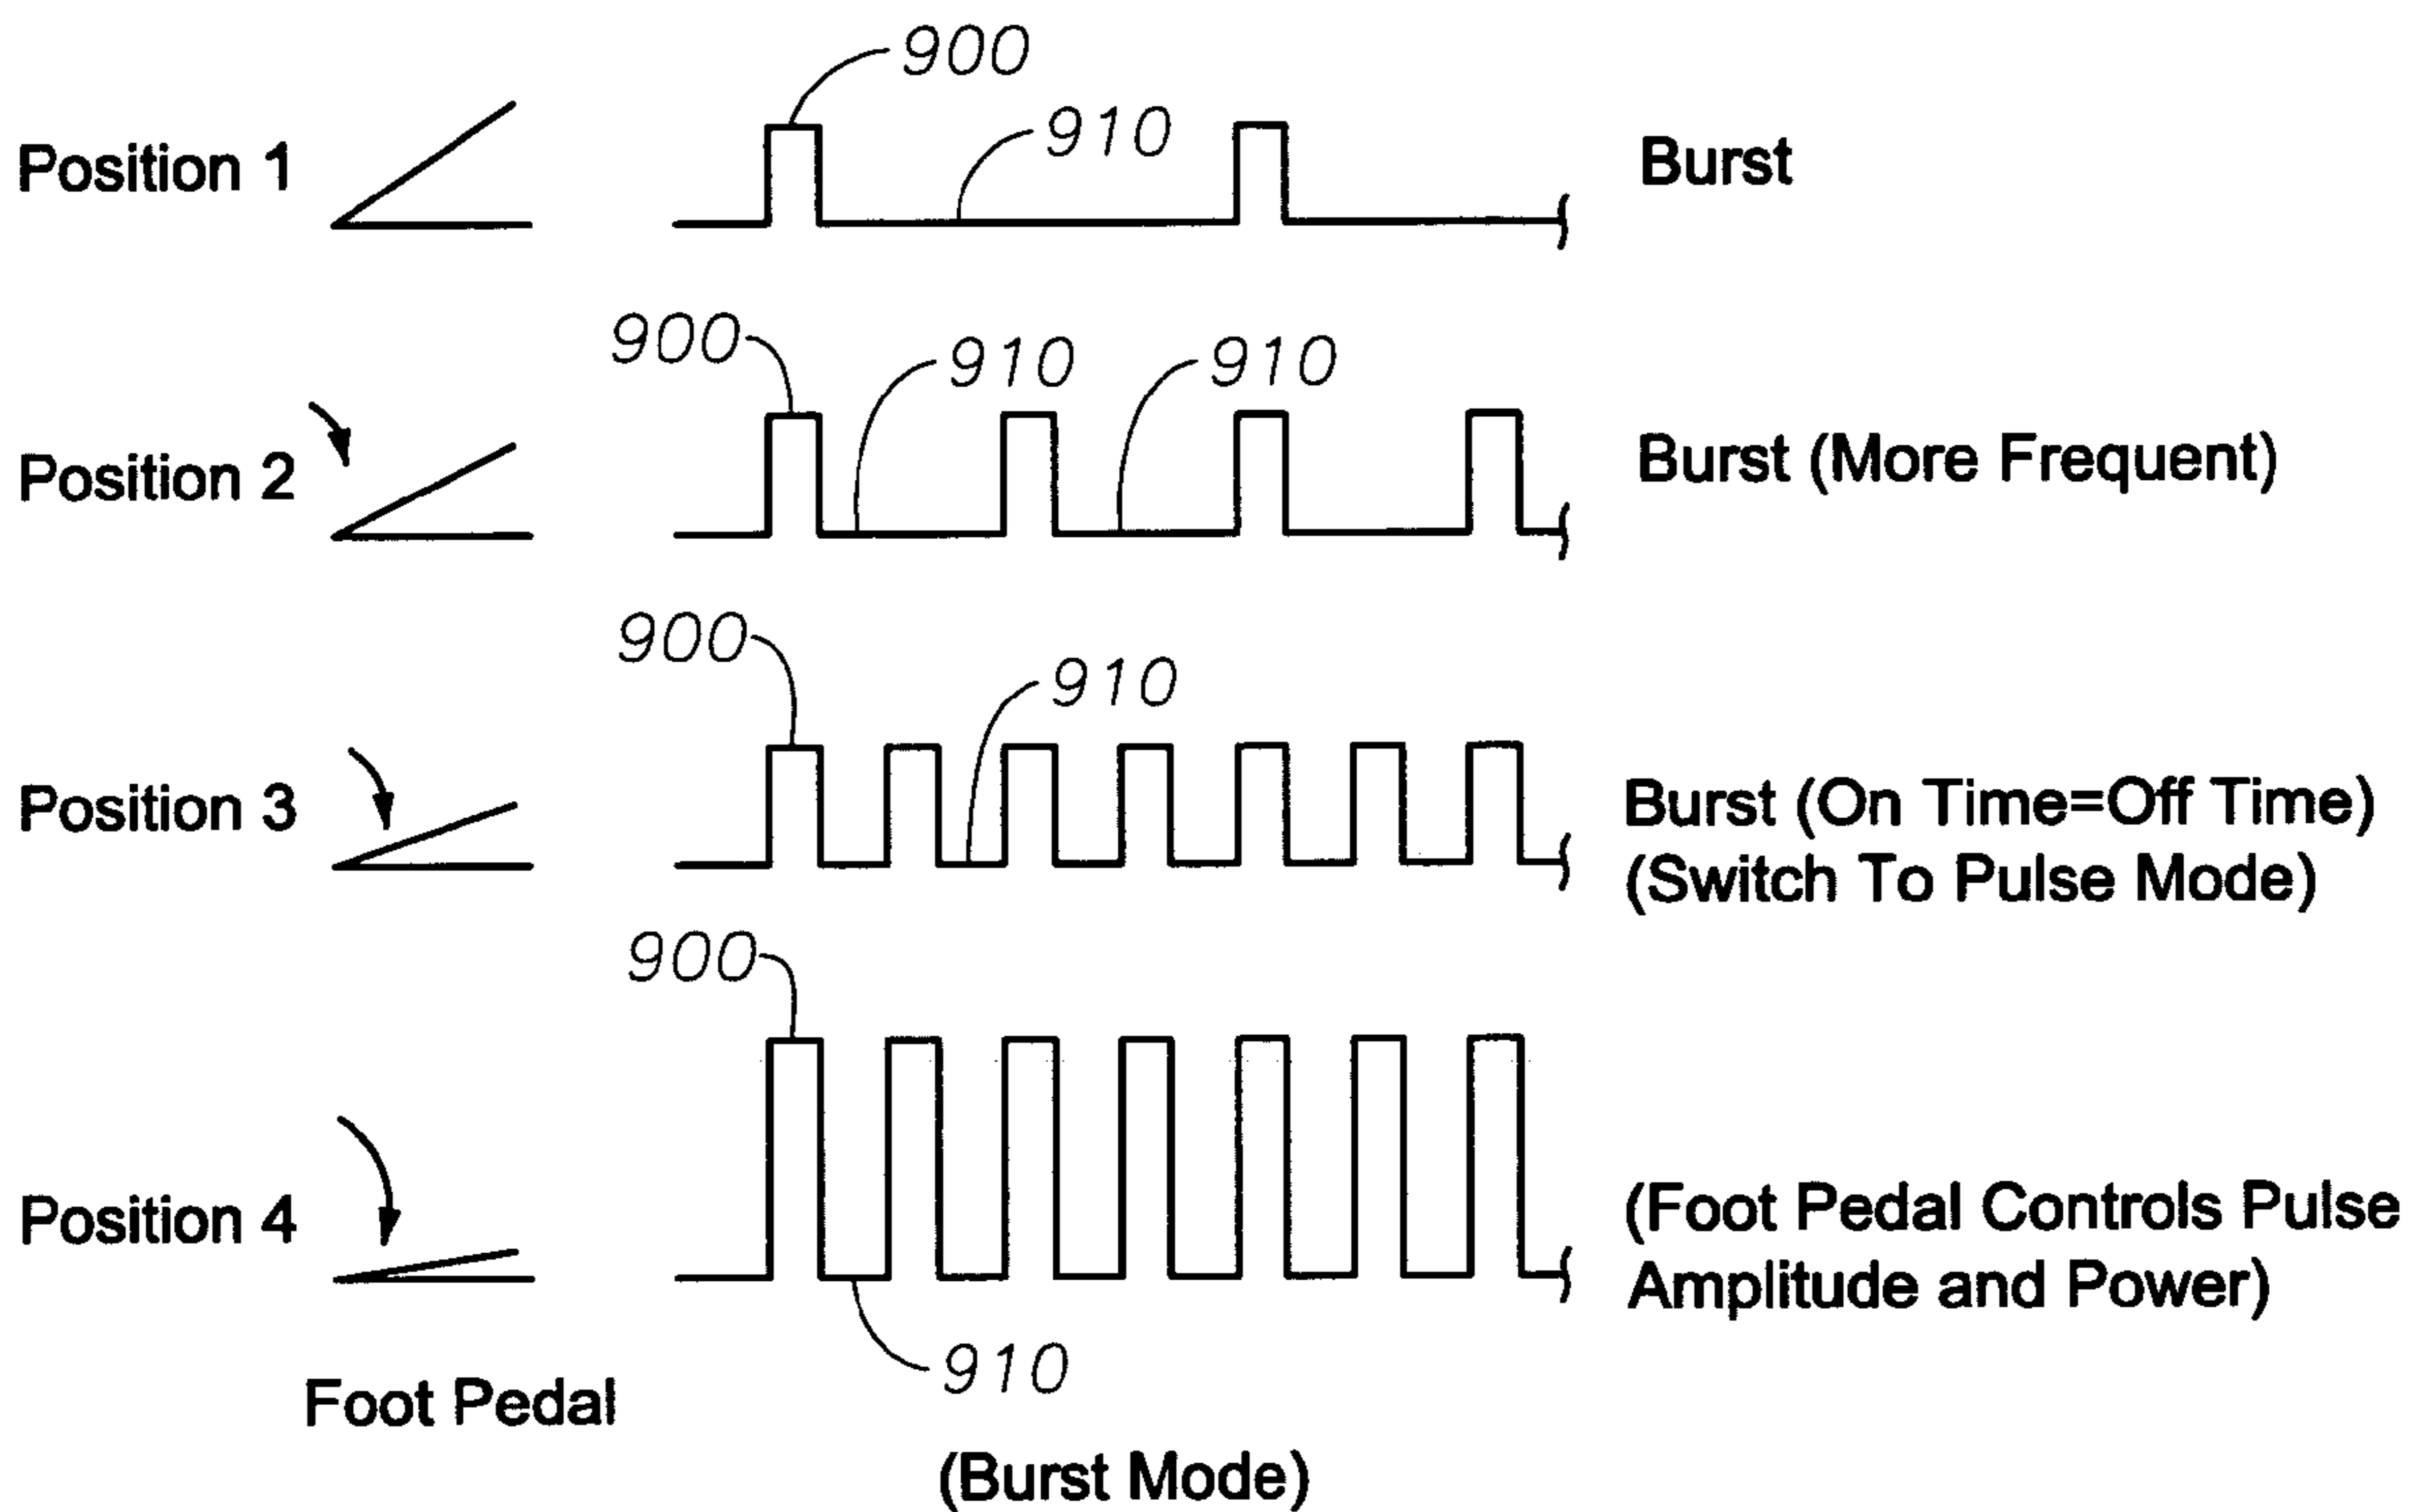 900
910
Position 1
Burst
900
910
910
Position 2
Burst (More Frequent)
900
910
Position 3
Burst (On Time=Off Time)
(Switch To Pulse Mode)
900
Position 4
(Foot Pedal Controls Pulse
Amplitude and Power)
910
Foot Pedal
(Burst Mode)